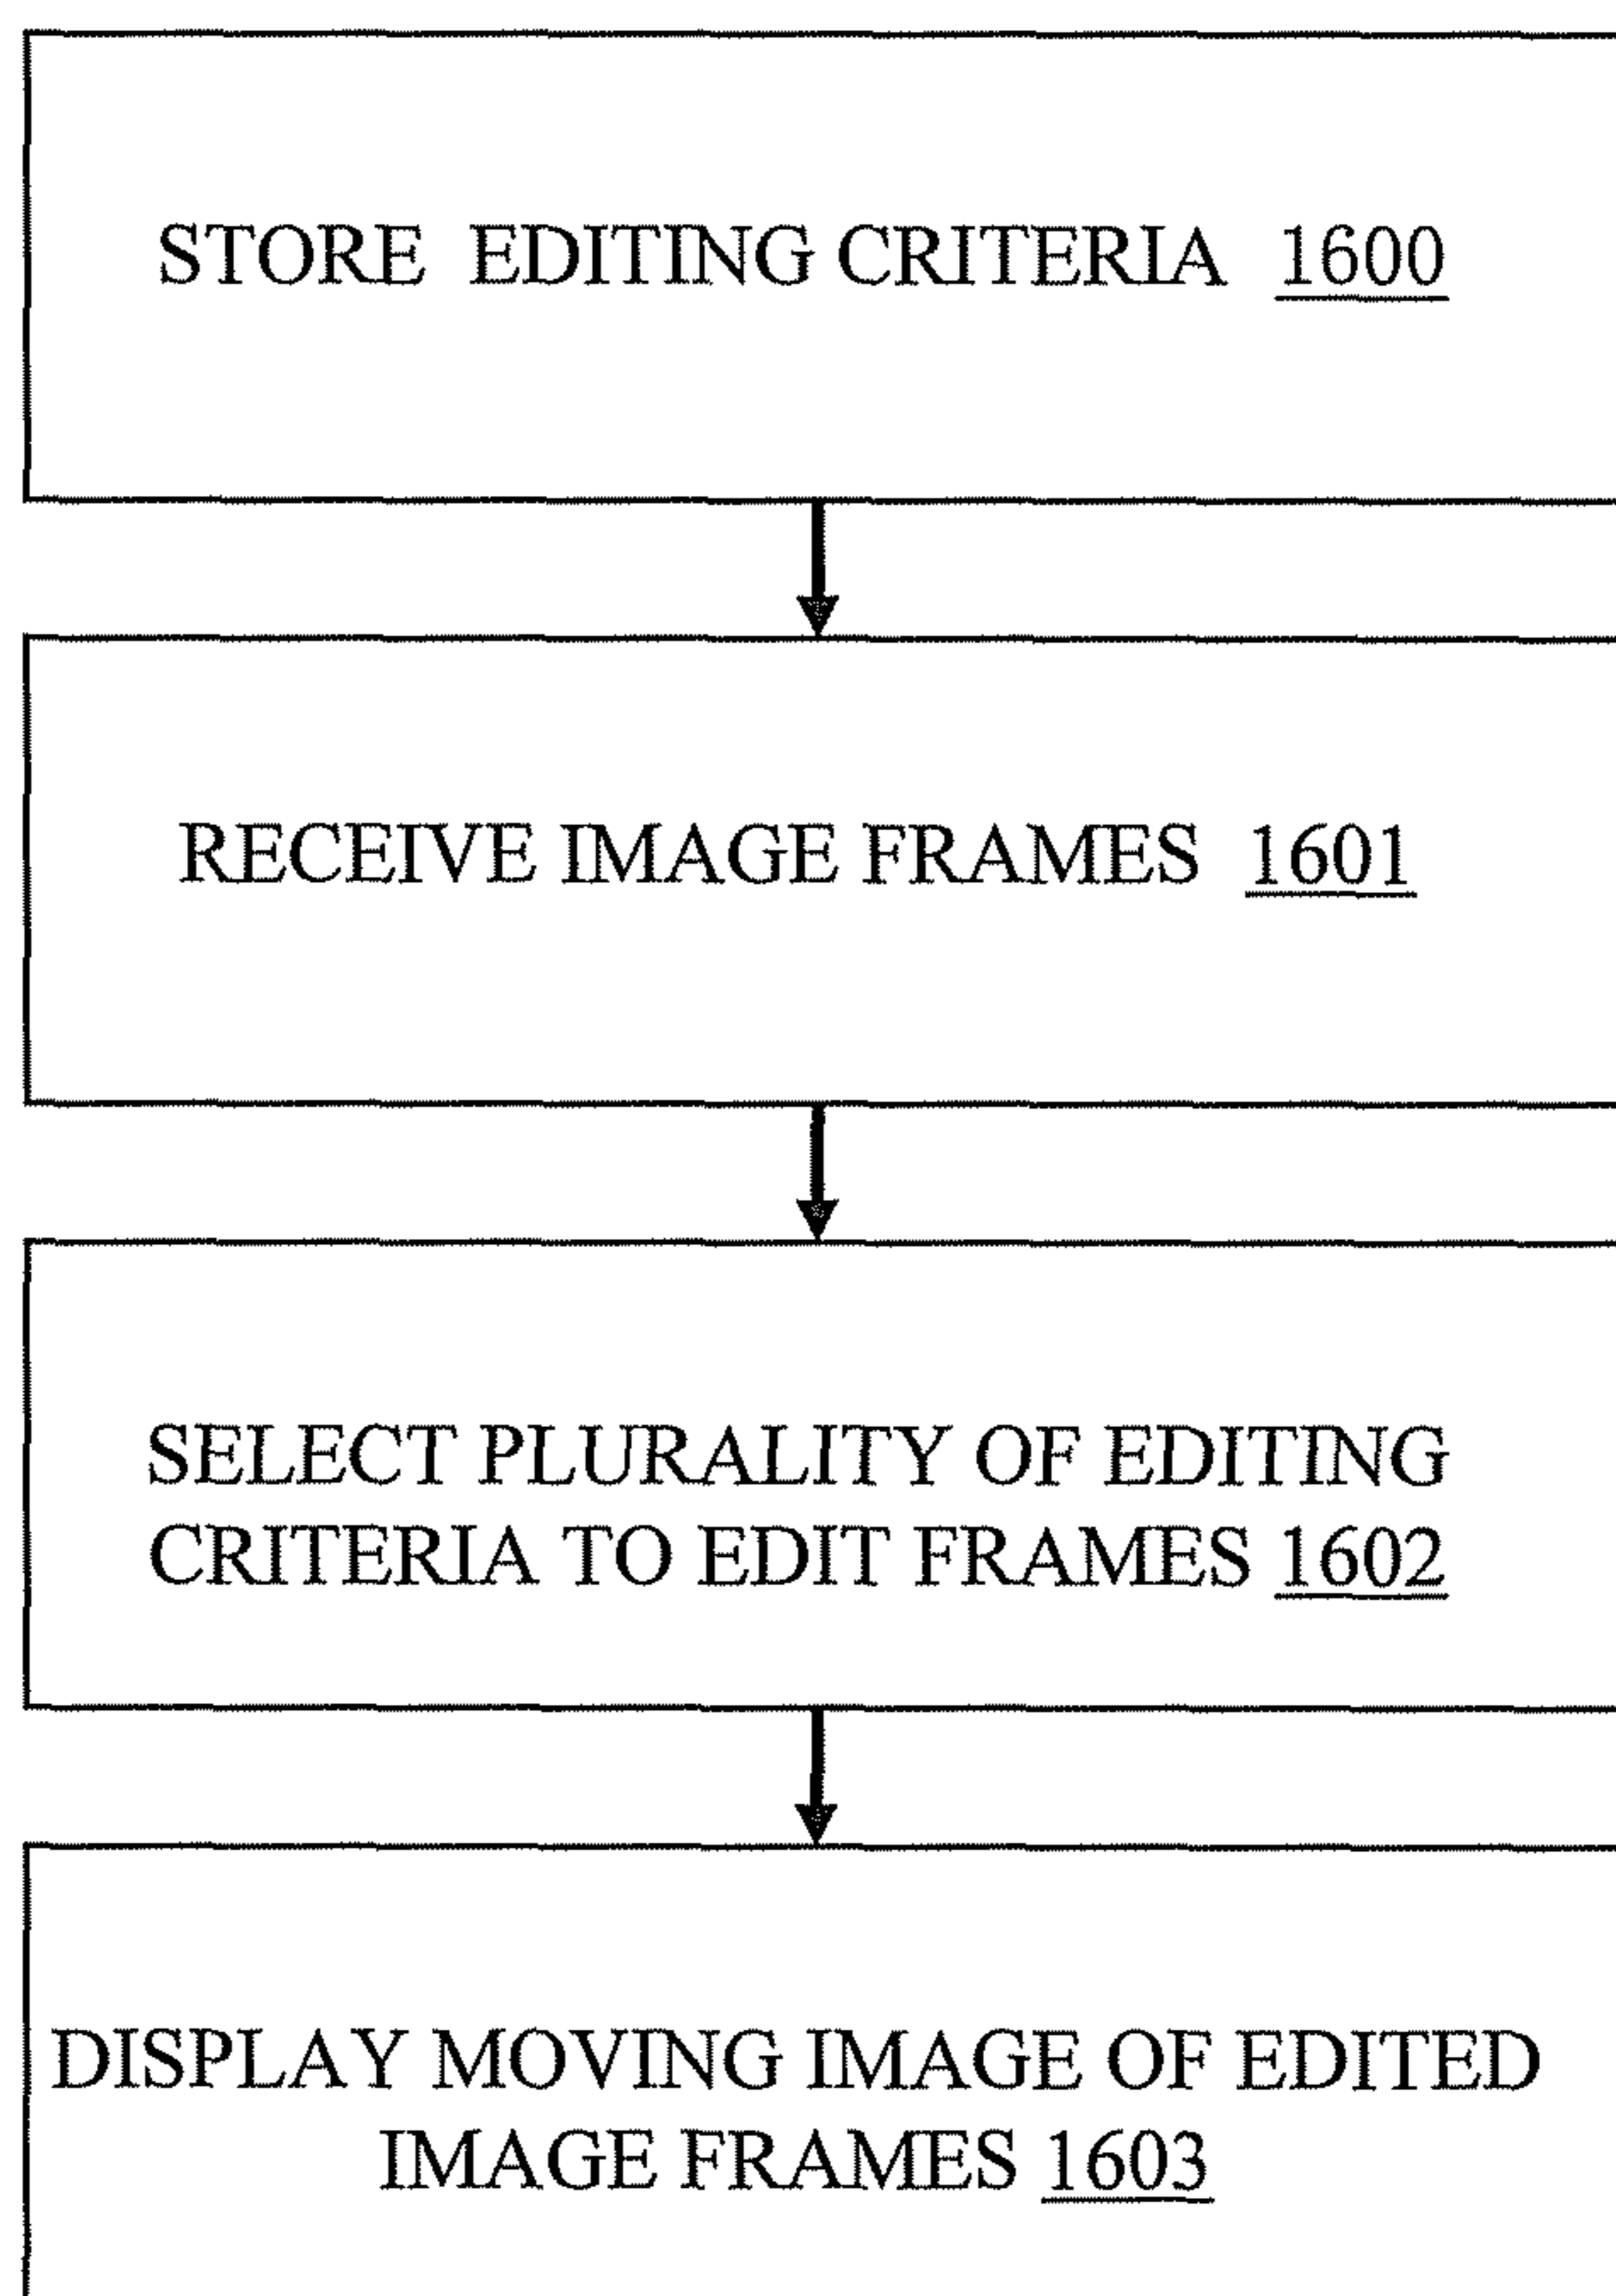 STORE EDITING CRITERIA 1600
RECEIVE IMAGE FRAMES 1601
SELECT PLURALITY OF EDITING
CRITERIA TO EDIT FRAMES 1602
DISPLAY MOVING IMAGE OF EDITED
IMAGE FRAMES 1603